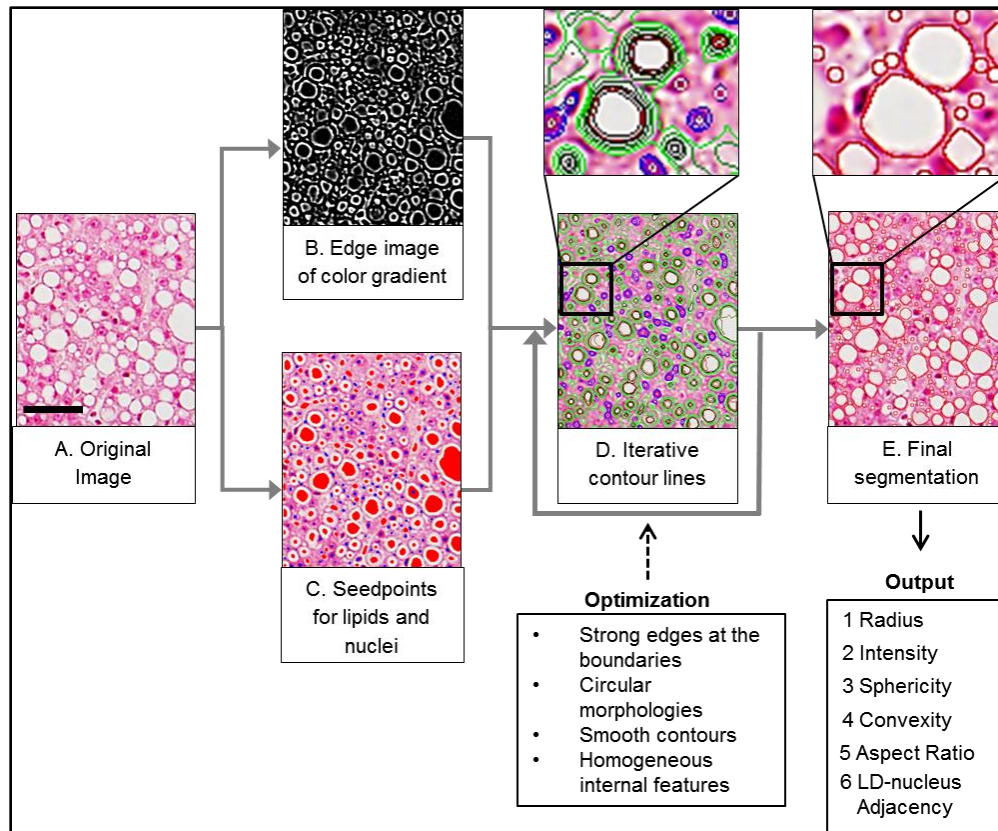 A. Original
Image
B. Edge image
of color gradient
C. Seedpoints
for lipids and
nuclei
D. Iterative
contour lines
E. Final
segmentation
Optimization
• Strong edges at the
boundaries
• Circular
morphologies
• Smooth contours
• Homogeneous
internal features
Output
1 Radius
2 Intensity
3 Sphericity
4 Convexity
5 Aspect Ratio
6 LD-nucleus
Adjacency